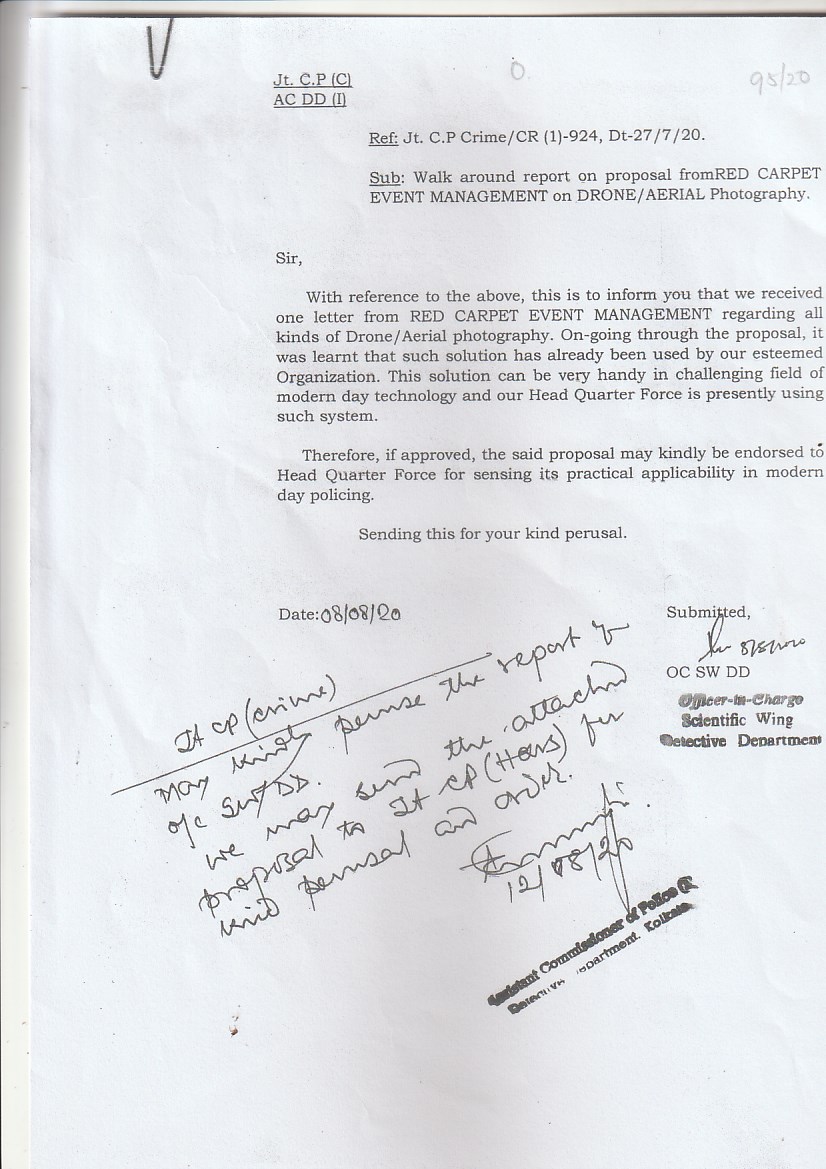 95/20
Jt. C.P (C)
AC DD (I)
Ref: Jt. C.P Crime/CR (1)-924, Dt-27/7/20.
Sub: Walk around report on proposal fromRED CARPET
EVENT MANAGEMENT on DRONE/AERIAL Photography.
Sir,
With reference to the above, this is to inform you that we received
one letter from RED CARPET EVENT MANAGEMENT regarding all
kinds of Drone/Aerial photography. On-going through the proposal, it
was learnt that such solution has already been used by our esteemed
Organization. This solution can be very handy in challenging field of
modern day technology and our Head Quarter Force is presently using
such system.
Therefore, if approved, the said proposal may kindly be endorsed to
Head Quarter Force for sensing its practical applicability in modern
day policing.
Sending this for your kind perusal.
Date:08/08/20
Submitted,
OC SW DD
Officer-in-Charge
Scientific Wing
Detective Department
Jt CP (crime)
May kindly peruse the report of
o/c SW/DD.
we may send the attached
proposal to Jt CP (Hqrs) for
kind perusal and order.
12/08/20
Assistant Commissioner of Police
Detective Department, Kolkata